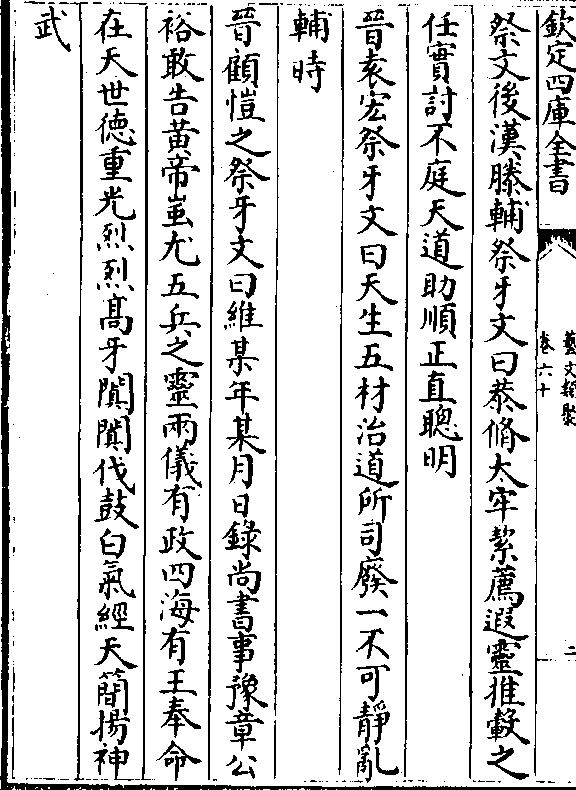 欽定四庫全書
藝文類聚
卷六十
二
祭文後漢滕輔祭牙文曰恭脩太牢絜薦遐靈推轂之
任實討不庭天道助順正直聰明
晉袁宏祭牙文曰天生五材治道所司廢一不可靜亂
輔時
晉顧愷之祭牙文曰維某年某月日錄尚書事豫章公
裕敢告黄帝蚩尤五兵之靈兩儀有政四海有王奉命
在天世德重光烈烈高牙闐闐伐鼓白氣經天簡揚神
武